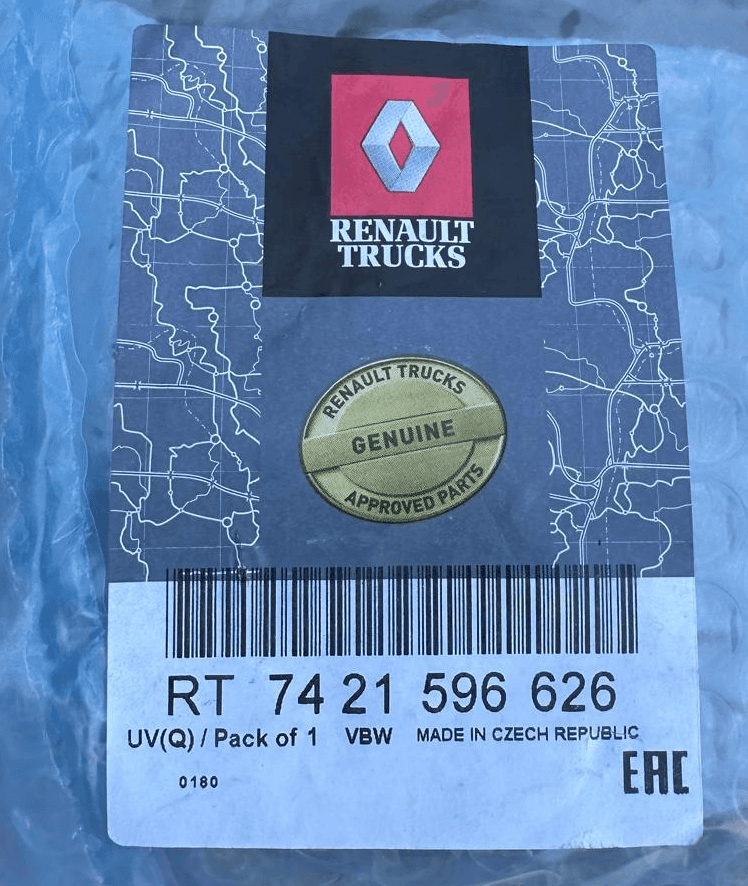 RENAULT
TRUCKS
RENAULT TRUCKS
GENUINE
APPROVED PARTS
RT 74 21 596 626
UV(Q) / Pack of 1 VBW MADE IN CZECH REPUBLIC
0180
EAC